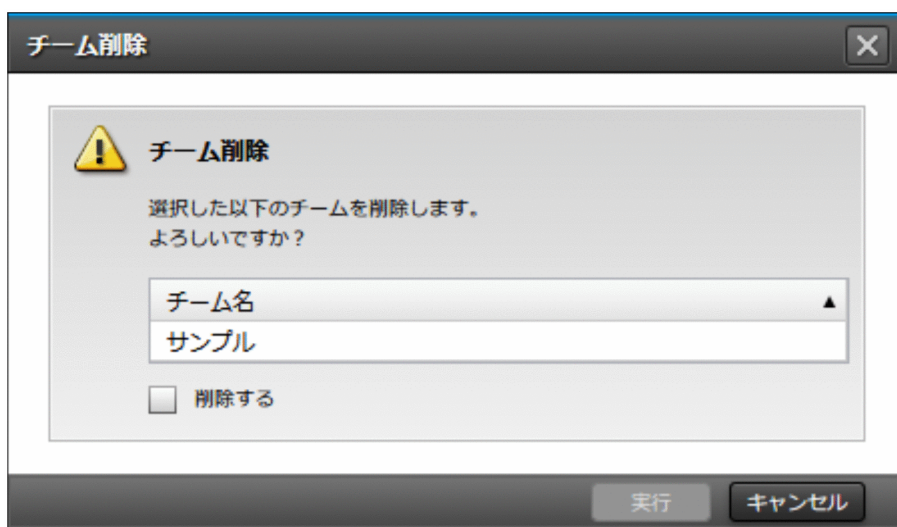 チーム削除
チーム削除
選択した以下のチームを削除します。
よろしいですか？
チーム名
サンプル
削除する
実行 キャンセル